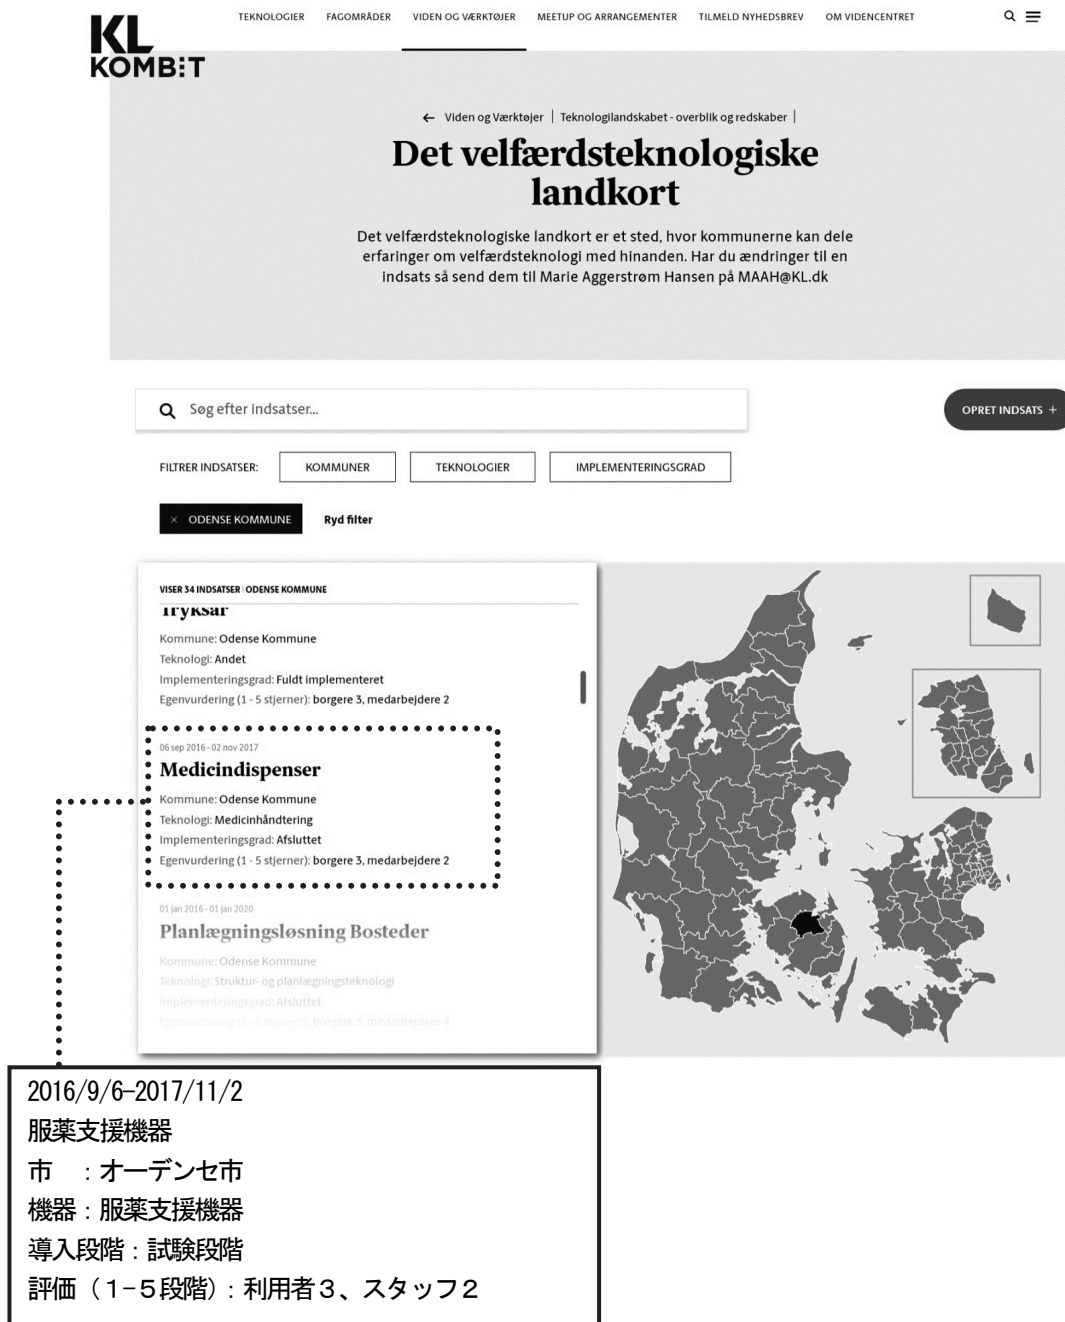 KL
KOMBIT
TEKNOLOGIER FAGOMRÅDER VIDEN OG VÆRKTØJER MEETUP OG ARRANGEMENTER TILMELD NYHEDSBREV OM VIDENCENTRET
← Viden og Værktøjer | Teknologilandskabet - overblik og redskaber |
Det velfærdsteknologiske
landkort
Det velfærdsteknologiske landkort er et sted, hvor kommunerne kan dele
erfaringer om velfærdsteknologi med hinanden. Har du ændringer til en
indsats så send dem til Marie Aggerstrøm Hansen på MAAH@KL.dk
Søg efter indsatser...
OPRET INDSATS +
FILTRER INDSATSER: KOMMUNER TEKNOLOGIER IMPLEMENTERINGSGRAD
× ODENSE KOMMUNE Ryd filter
VISER 34 INDSATSER I ODENSE KOMMUNE
Tryksår
Kommune: Odense Kommune
Teknologi: Andet
Implementeringsgrad: Fuldt implementeret
Egenvurdering (1 - 5 stjerner): borgere 3, medarbejdere 2
06 sep 2016 - 02 nov 2017
Medicindispenser
Kommune: Odense Kommune
Teknologi: Medicinhåndtering
Implementeringsgrad: Afsluttet
Egenvurdering (1 - 5 stjerner): borgere 3, medarbejdere 2
01 jan 2016 - 01 jan 2020
Planlægningsløsning Bosteder
Kommune: Odense Kommune
Teknologi: Struktur- og planlægningsteknologi
Implementeringsgrad: Afsluttet
Egenvurdering (1 - 5 stjerner): borgere 3, medarbejdere 4
2016/9/6-2017/11/2
服薬支援機器
市　：オーデンセ市
機器：服薬支援機器
導入段階：試験段階
評価（１−５段階）：利用者３、スタッフ２